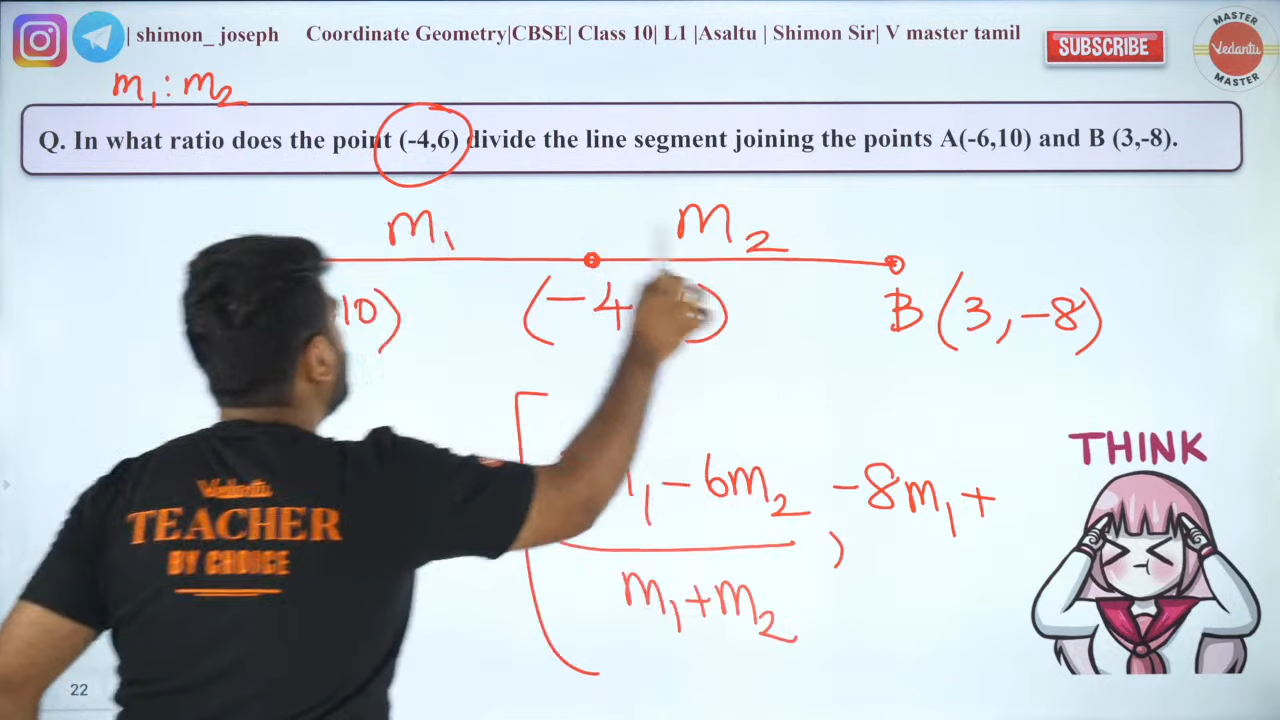 | shimon_ joseph Coordinate Geometry|CBSE| Class 10| L1 |Asaltu | Shimon Sir| V master tamil
SUBSCRIBE
MASTER
Vedantu
MASTER
m₁ : m₂
Q. In what ratio does the point (-4,6) divide the line segment joining the points A(-6,10) and B (3,-8).
m₁ m₂
10) (-4 ) B (3, -8)
THINK
₁ - 6m₂ , -8m₁ +
m₁ + m₂
Vedantu
TEACHER
BY CHOICE
22